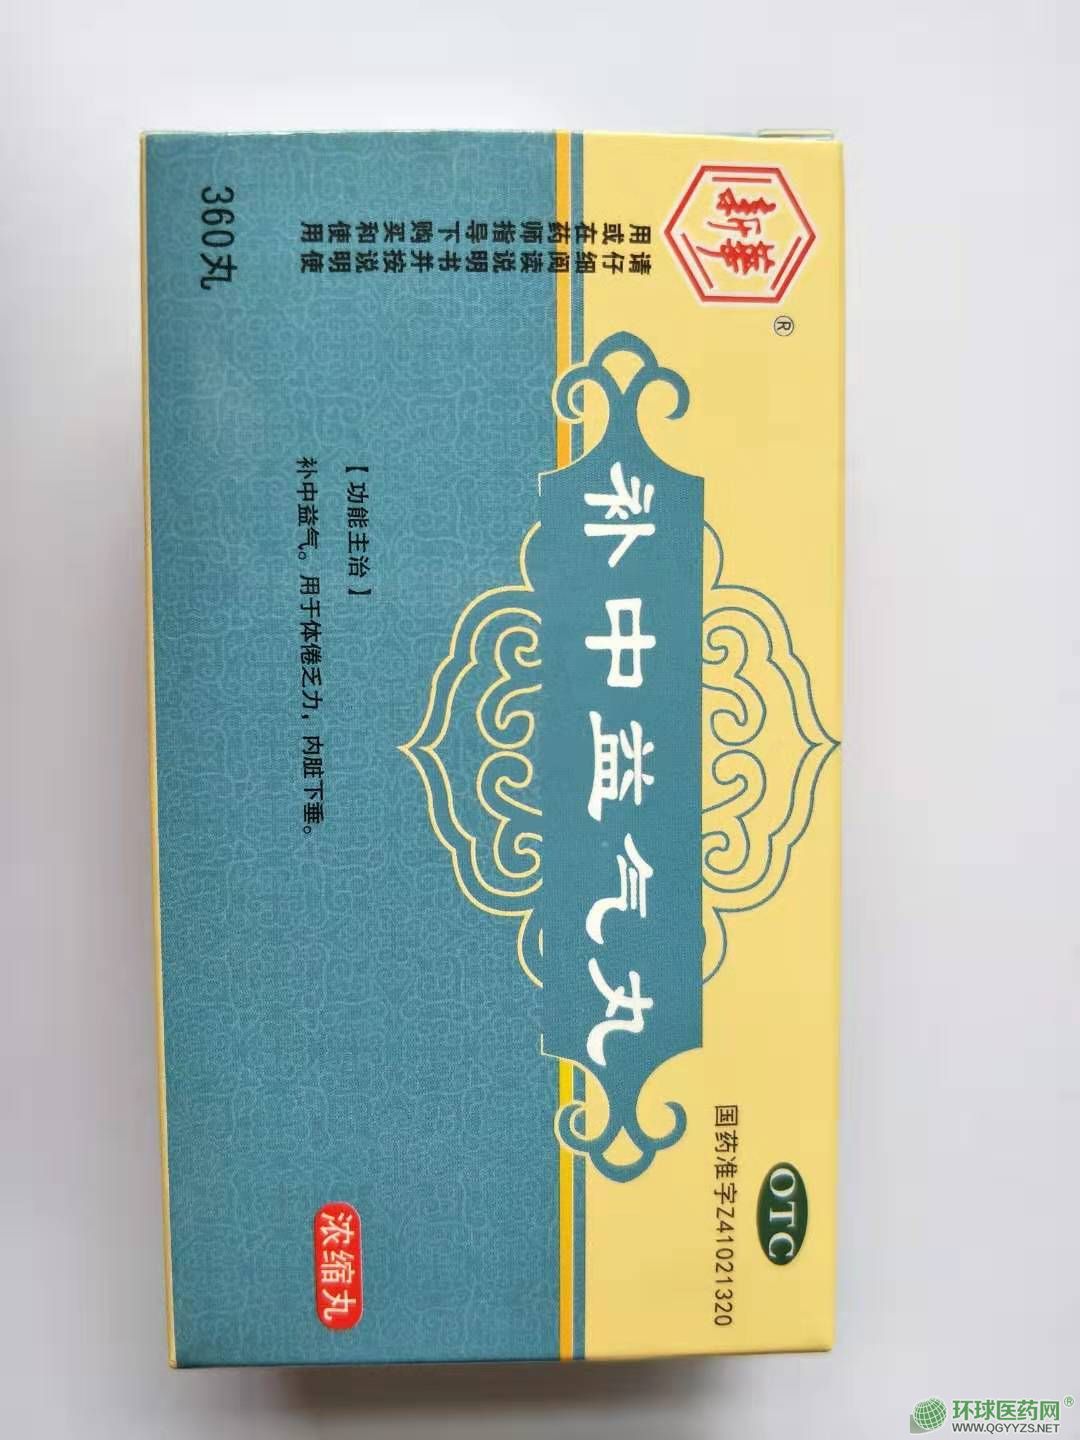 新华
®
OTC
国药准字Z41021320
补中益气丸
请仔细阅读说明书并按说明使
用或在药师指导下购买和使用
【功能主治】
补中益气。用于体倦乏力，内脏下垂。
浓缩丸
360丸
环球医药网®
WWW.QGYYZS.NET